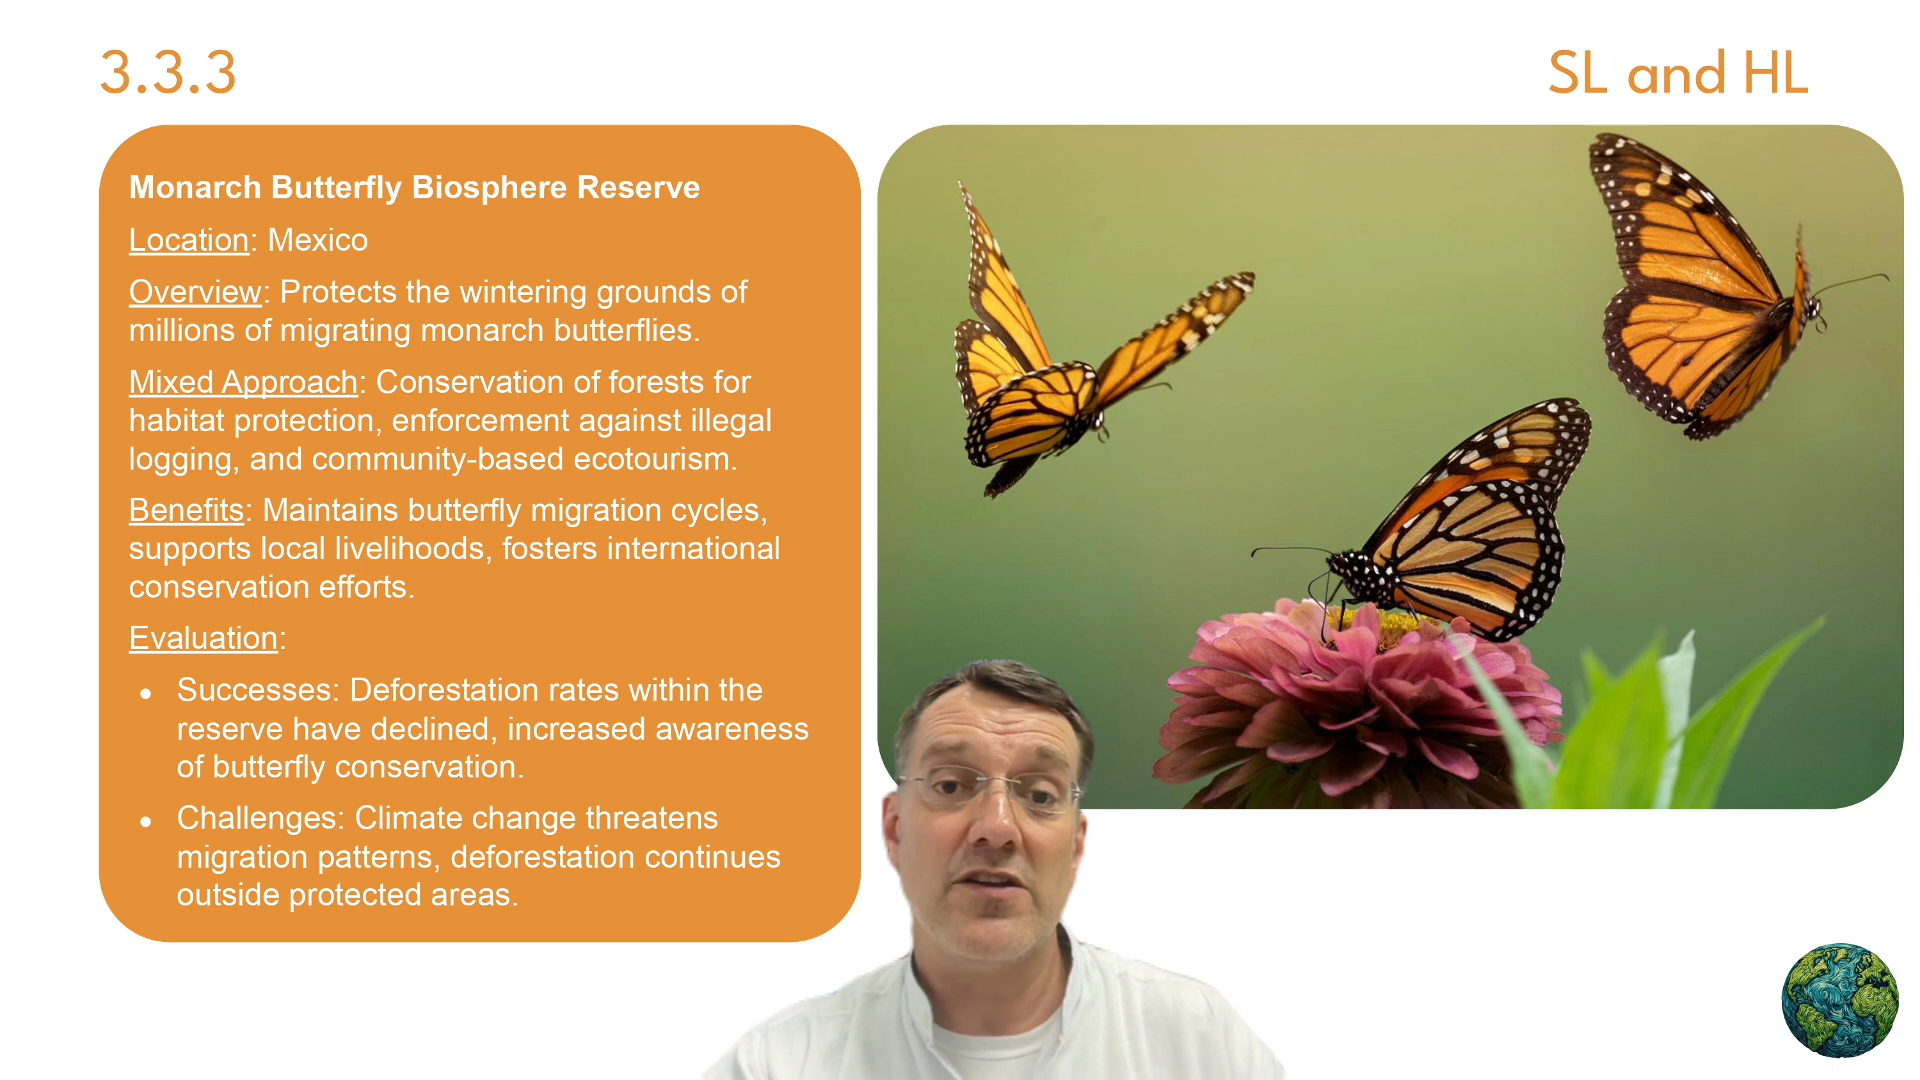 3.3.3
SL and HL
Monarch Butterfly Biosphere Reserve
Location: Mexico
Overview: Protects the wintering grounds of
millions of migrating monarch butterflies.
Mixed Approach: Conservation of forests for
habitat protection, enforcement against illegal
logging, and community-based ecotourism.
Benefits: Maintains butterfly migration cycles,
supports local livelihoods, fosters international
conservation efforts.
Evaluation:
● Successes: Deforestation rates within the
reserve have declined, increased awareness
of butterfly conservation.
● Challenges: Climate change threatens
migration patterns, deforestation continues
outside protected areas.